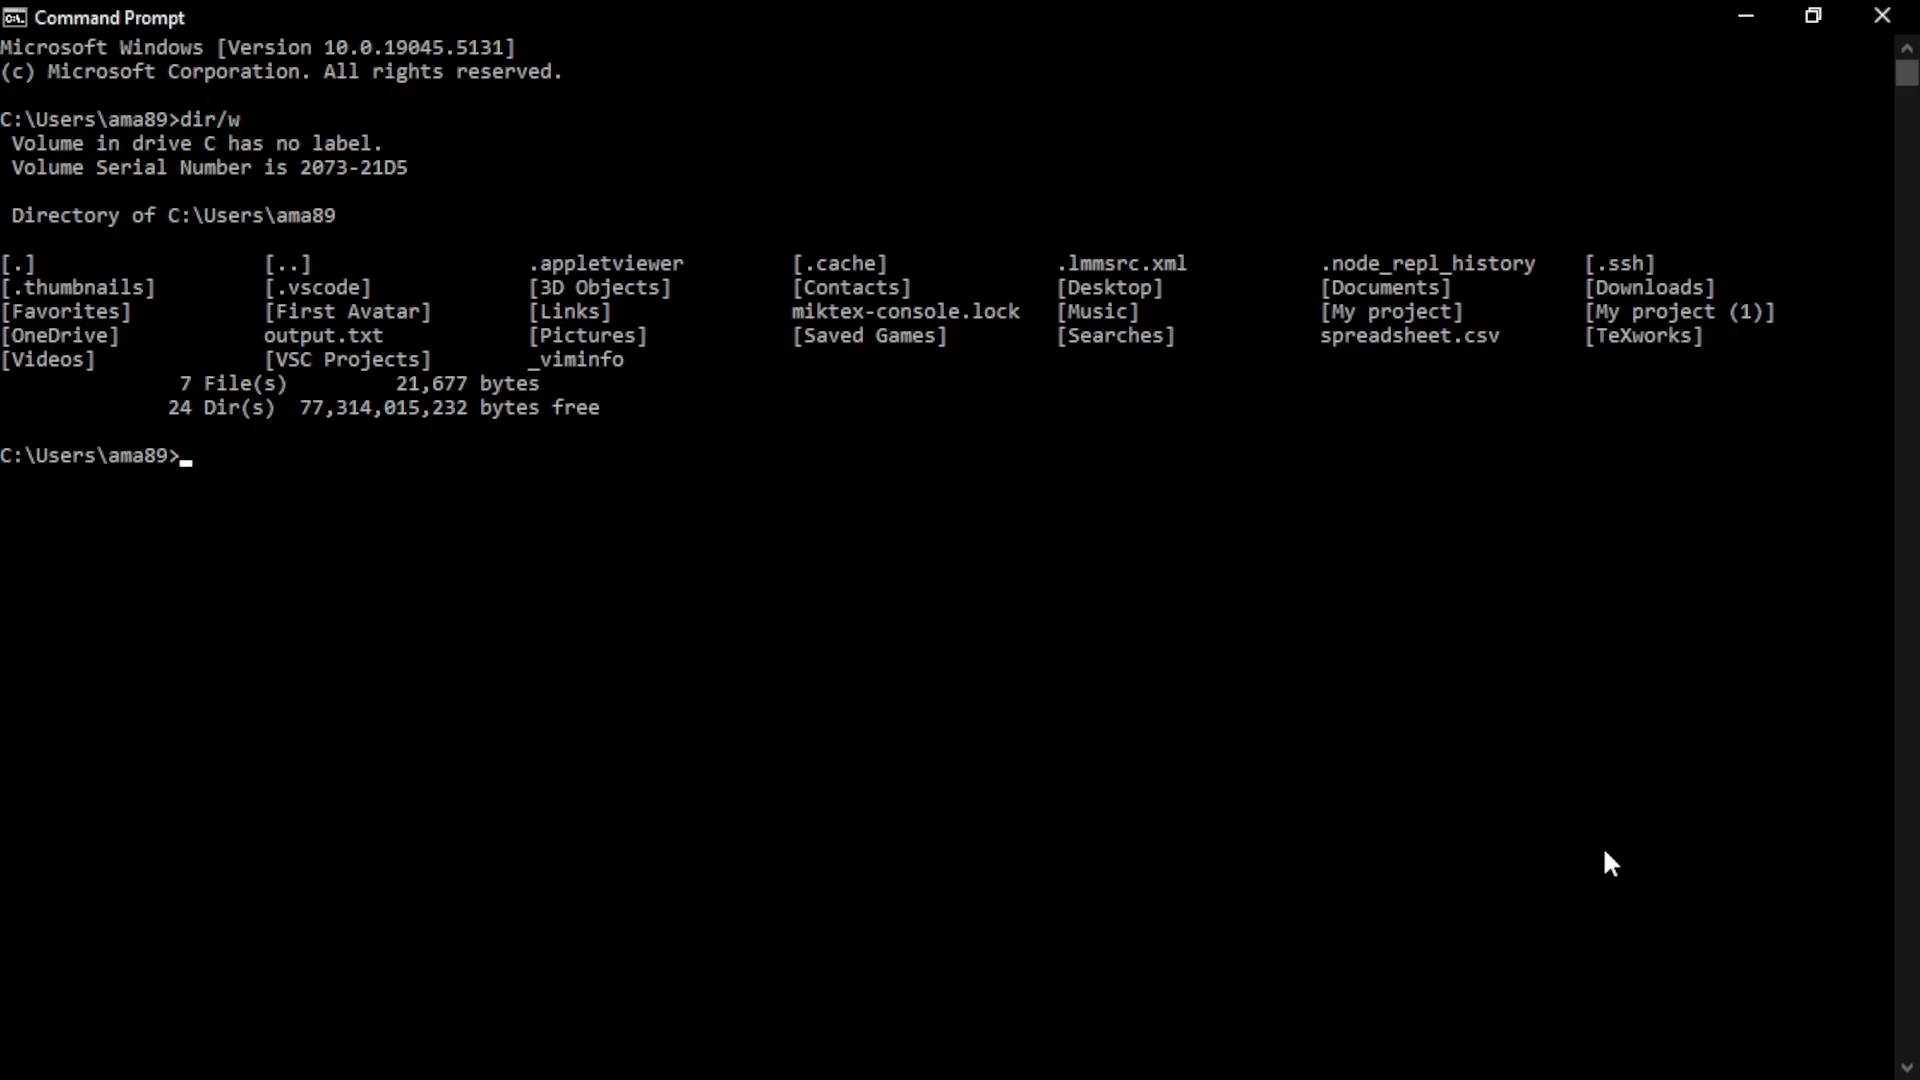 Command Prompt
Microsoft Windows [Version 10.0.19045.5131]
(c) Microsoft Corporation. All rights reserved.
C:\Users\ama89>dir/w
Volume in drive C has no label.
Volume Serial Number is 2073-21D5
Directory of C:\Users\ama89
[.] [..] .appletviewer [.cache] .lmmsrc.xml .node_repl_history [.ssh]
[.thumbnails] [.vscode] [3D Objects] [Contacts] [Desktop] [Documents] [Downloads]
[Favorites] [First Avatar] [Links] miktex-console.lock [Music] [My project] [My project (1)]
[OneDrive] output.txt [Pictures] [Saved Games] [Searches] spreadsheet.csv [TeXworks]
[Videos] [VSC Projects] _viminfo
7 File(s) 21,677 bytes
24 Dir(s) 77,314,015,232 bytes free
C:\Users\ama89>